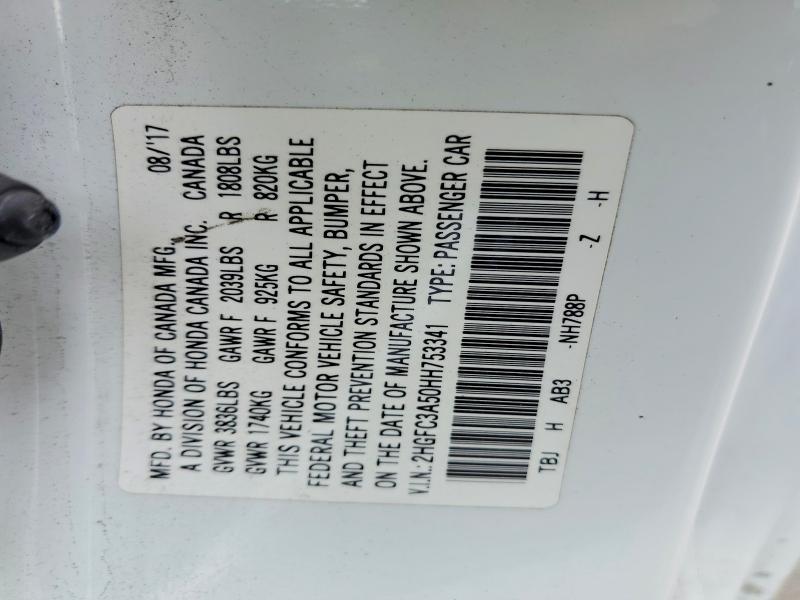 MFD. BY HONDA OF CANADA MFG. 08/'17
A DIVISION OF HONDA CANADA INC. CANADA
GVWR 3836LBS GAWR F 2039LBS R 1808LBS
GVWR 1740KG GAWR F 925KG R 820KG
THIS VEHICLE CONFORMS TO ALL APPLICABLE
FEDERAL MOTOR VEHICLE SAFETY, BUMPER,
AND THEFT PREVENTION STANDARDS IN EFFECT
ON THE DATE OF MANUFACTURE SHOWN ABOVE.
V.I.N.: 2HGFC3A50HH753341 TYPE: PASSENGER CAR
TBJ H AB3 -NH788P -Z -H